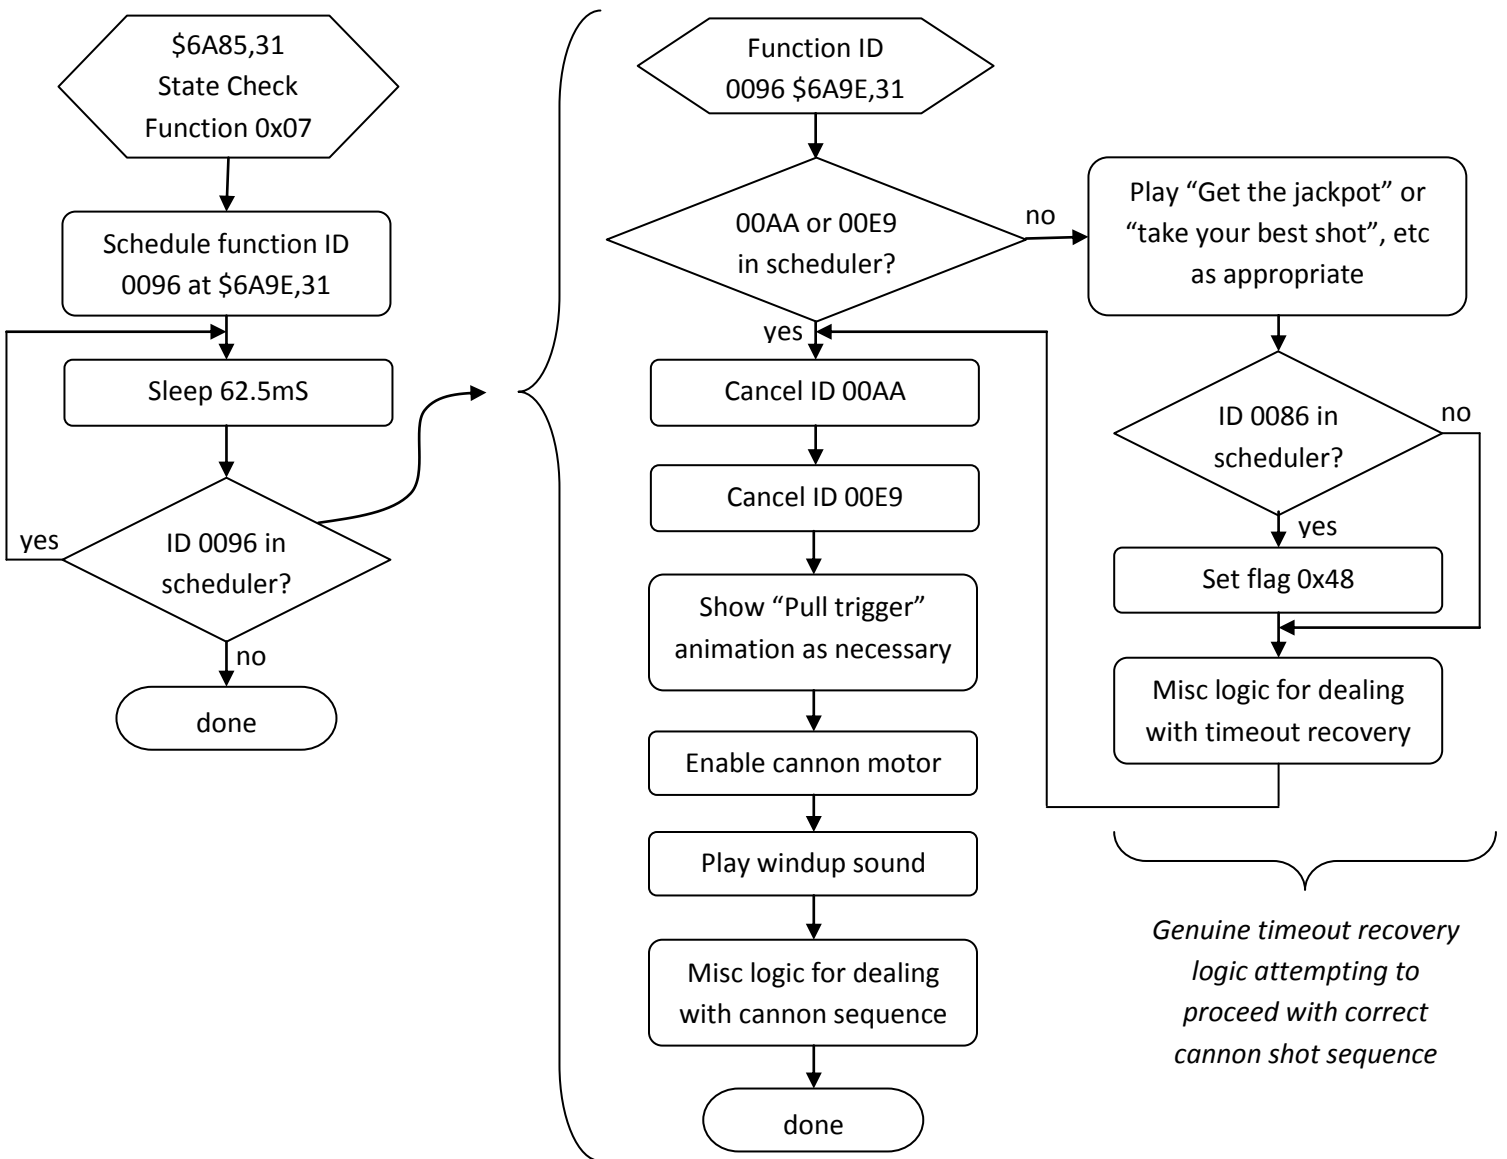 $6A85,31
State Check
Function 0x07
Schedule function ID
0096 at $6A9E,31
Sleep 62.5mS
yes
ID 0096 in
scheduler?
no
done
Function ID
0096 $6A9E,31
00AA or 00E9
in scheduler?
no
yes
Cancel ID 00AA
Cancel ID 00E9
Show “Pull trigger”
animation as necessary
Enable cannon motor
Play windup sound
Misc logic for dealing
with cannon sequence
done
Play “Get the jackpot” or
“take your best shot”, etc
as appropriate
ID 0086 in
scheduler?
no
yes
Set flag 0x48
Misc logic for dealing
with timeout recovery
Genuine timeout recovery
logic attempting to
proceed with correct
cannon shot sequence